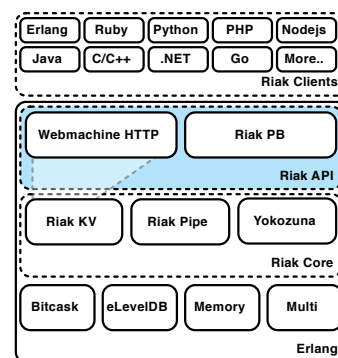 Erlang Ruby Python PHP Nodejs
Java C/C++ .NET Go More..
Riak Clients
Webmachine HTTP Riak PB
Riak API
Riak KV Riak Pipe Yokozuna
Riak Core
Bitcask eLevelDB Memory Multi
Erlang